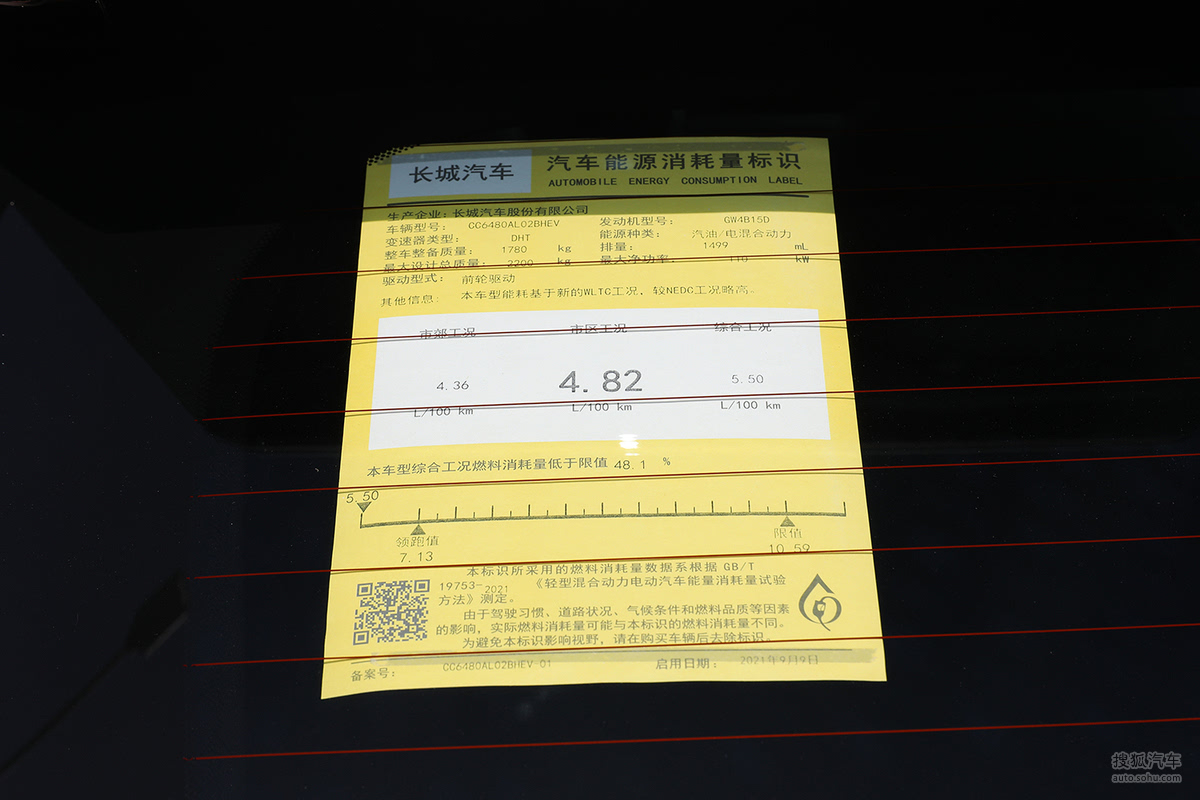 长城汽车
汽车能源消耗量标识
AUTOMOBILE ENERGY CONSUMPTION LABEL
生产企业: 长城汽车股份有限公司
车辆型号: CC6480AL02BHEV 发动机型号: GW4B15D
变速器类型: DHT 能源种类: 汽油/电混合动力
整车整备质量: 1780 kg 排量: 1499 mL
最大设计总质量: 2200 kg 最大净功率: 110 kW
驱动型式: 前轮驱动
其他信息: 本车型能耗基于新的WLTC工况，较NEDC工况略高。
市郊工况 市区工况 综合工况
4.36 4.82 5.50
L/100 km L/100 km L/100 km
本车型综合工况燃料消耗量低于限值 48.1 %
5.50
领跑值 限值
7.13 10.59
本标识所采用的燃料消耗量数据系根据 GB/T
19753-2021 《轻型混合动力电动汽车能量消耗量试验
方法》测定。
由于驾驶习惯、道路状况、气候条件和燃料品质等因素
的影响，实际燃料消耗量可能与本标识的燃料消耗量不同。
为避免本标识影响视野，请在购买车辆后去除标识。
备案号: CC6480AL02BHEV-01 启用日期: 2021年9月9日
搜狐汽车
auto.sohu.com